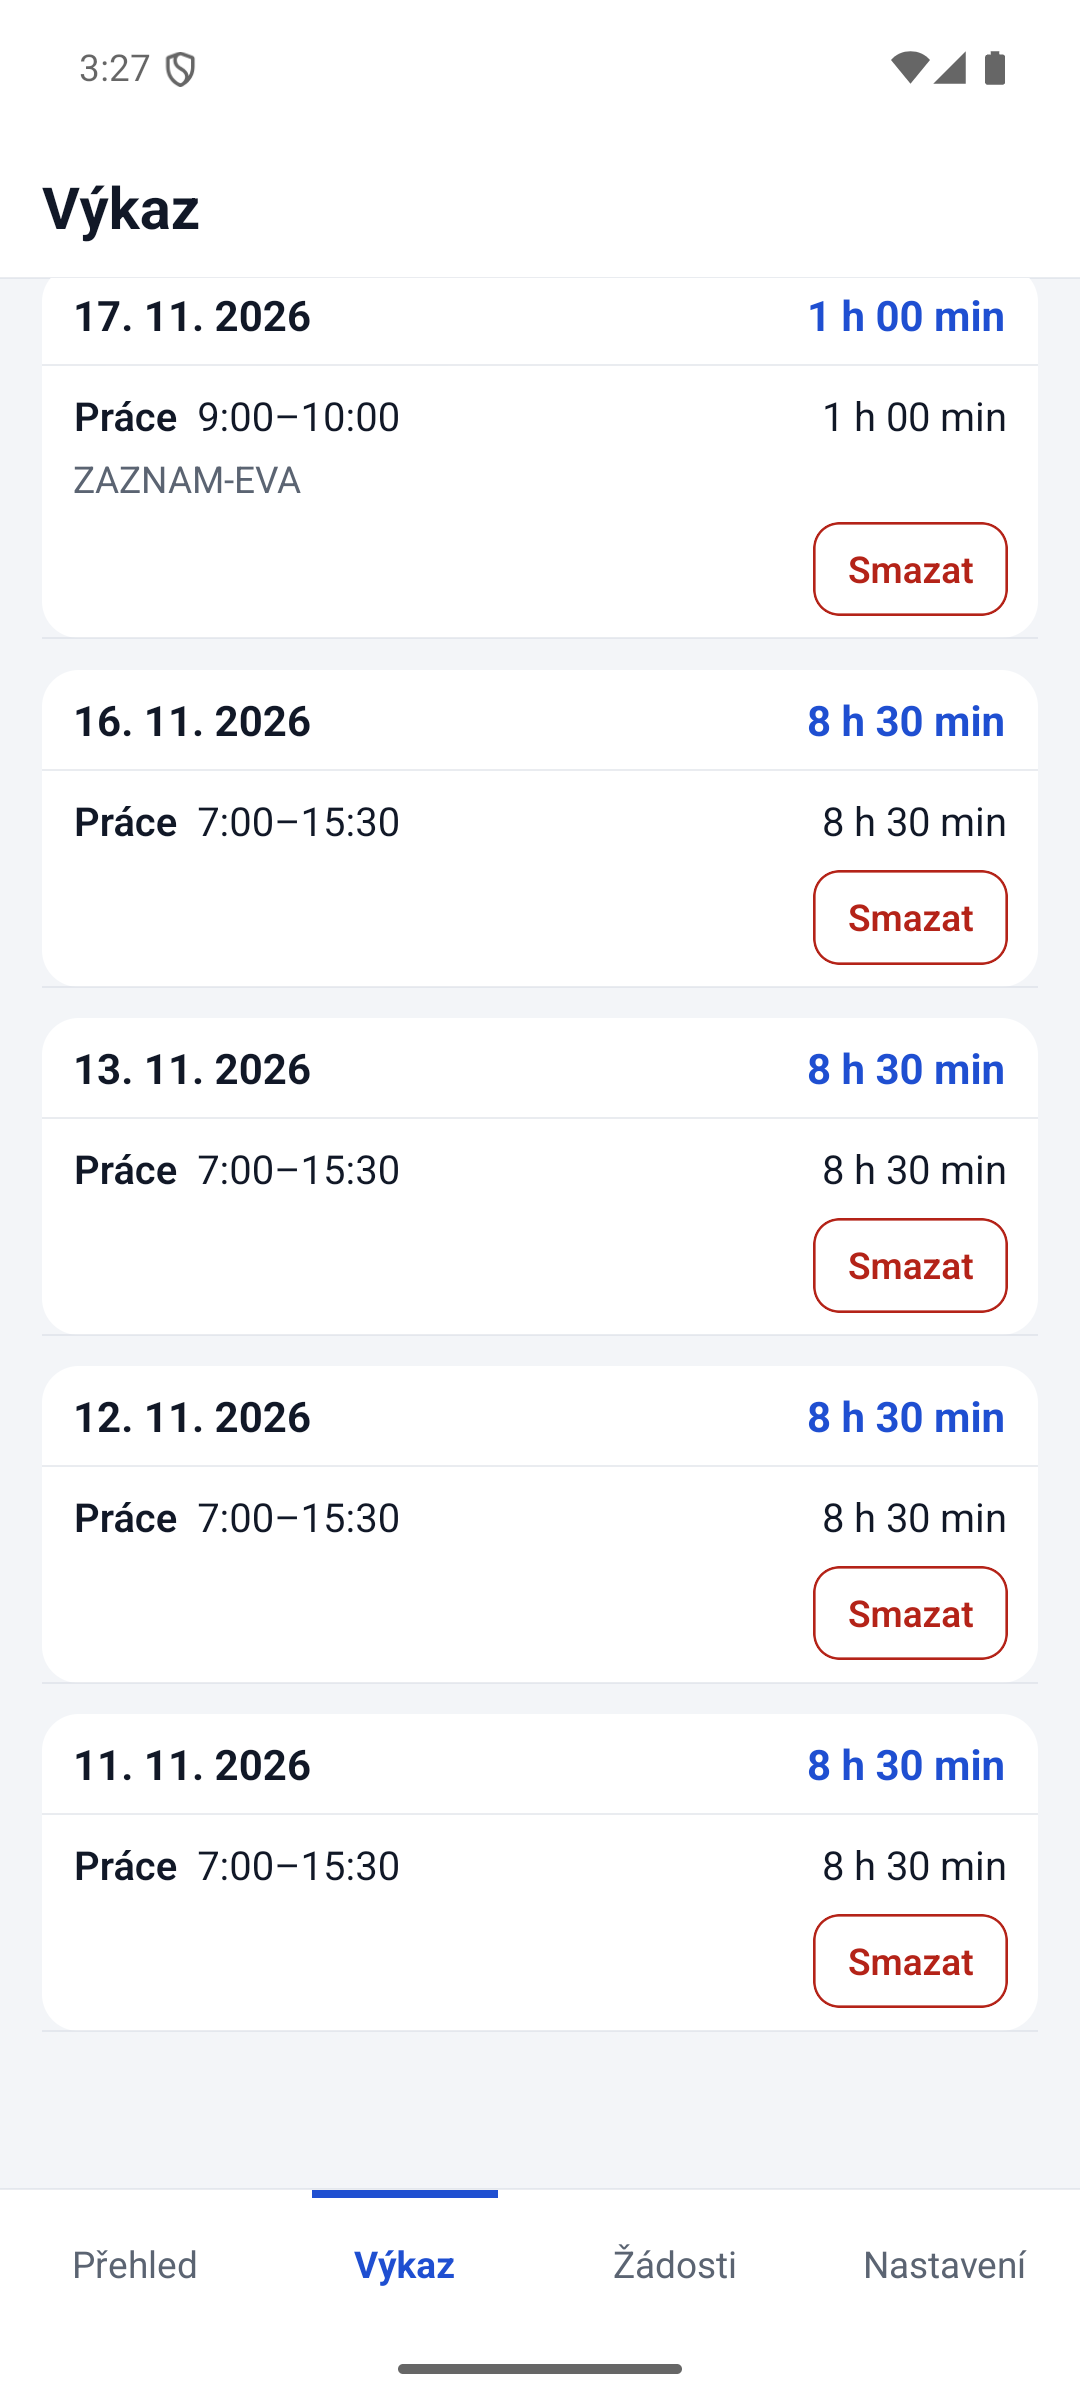 3:27
Výkaz
17. 11. 2026 1 h 00 min
Práce 9:00–10:00 1 h 00 min
ZAZNAM-EVA
Smazat
16. 11. 2026 8 h 30 min
Práce 7:00–15:30 8 h 30 min
Smazat
13. 11. 2026 8 h 30 min
Práce 7:00–15:30 8 h 30 min
Smazat
12. 11. 2026 8 h 30 min
Práce 7:00–15:30 8 h 30 min
Smazat
11. 11. 2026 8 h 30 min
Práce 7:00–15:30 8 h 30 min
Smazat
Přehled Výkaz Žádosti Nastavení